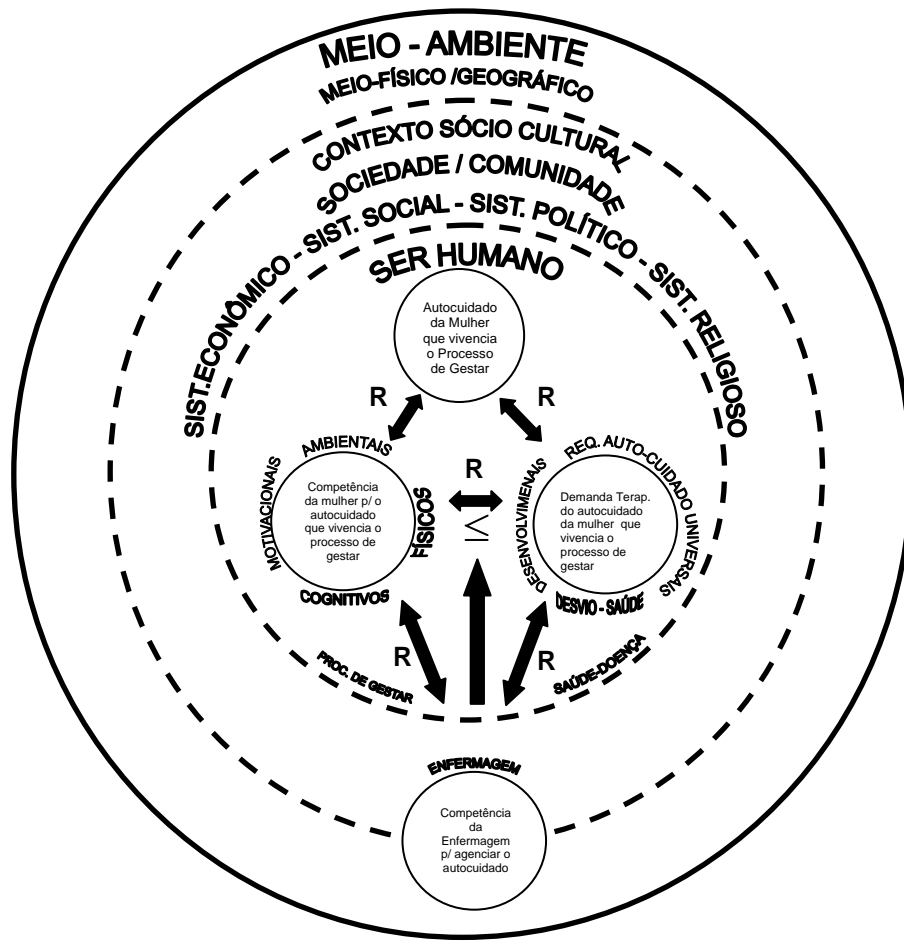 MEIO - AMBIENTE
MEIO-FÍSICO /GEOGRÁFICO
CONTEXTO SÓCIO CULTURAL
SOCIEDADE / COMUNIDADE
SIST.ECONÔMICO - SIST. SOCIAL - SIST. POLÍTICO - SIST. RELIGIOSO
SER HUMANO
Autocuidado
da Mulher
que vivencia
o Processo
de Gestar
R
R
AMBIENTAIS
MOTIVACIONAIS
Competência
da mulher p/ o
autocuidado
que vivencia o
processo de
gestar
FÍSICOS
COGNITIVOS
R
≤
REQ. AUTO-CUIDADO UNIVERSAIS
DESENVOLVIMENAIS
Demanda Terap.
do autocuidado
da mulher que
vivencia o
processo de
gestar
DESVIO - SAÚDE
R
R
PROC. DE GESTAR
SAÚDE-DOENÇA
ENFERMAGEM
Competência
da
Enfermagem
p/ agenciar o
autocuidado